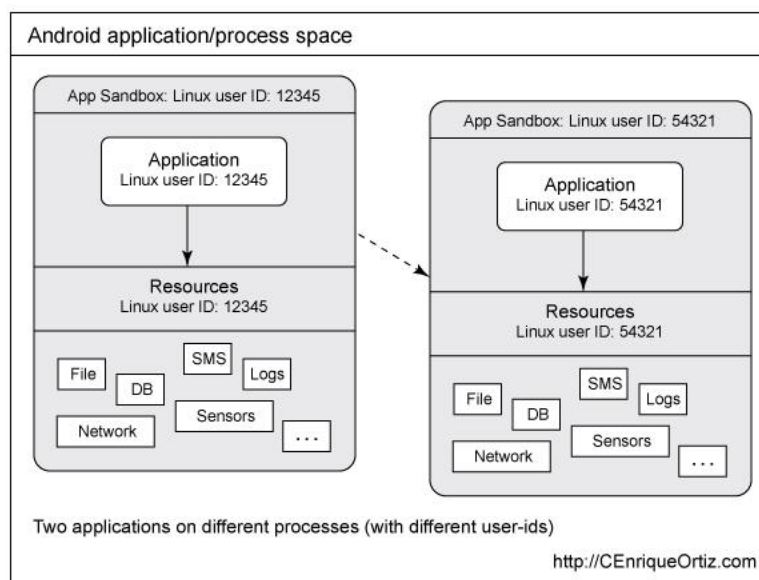 Android application/process space
App Sandbox: Linux user ID: 12345
Application
Linux user ID: 12345
Resources
Linux user ID: 12345
File
DB
SMS
Logs
Network
Sensors
...
App Sandbox: Linux user ID: 54321
Application
Linux user ID: 54321
Resources
Linux user ID: 54321
File
DB
SMS
Logs
Network
Sensors
...
Two applications on different processes (with different user-ids)
http://CEnriqueOrtiz.com